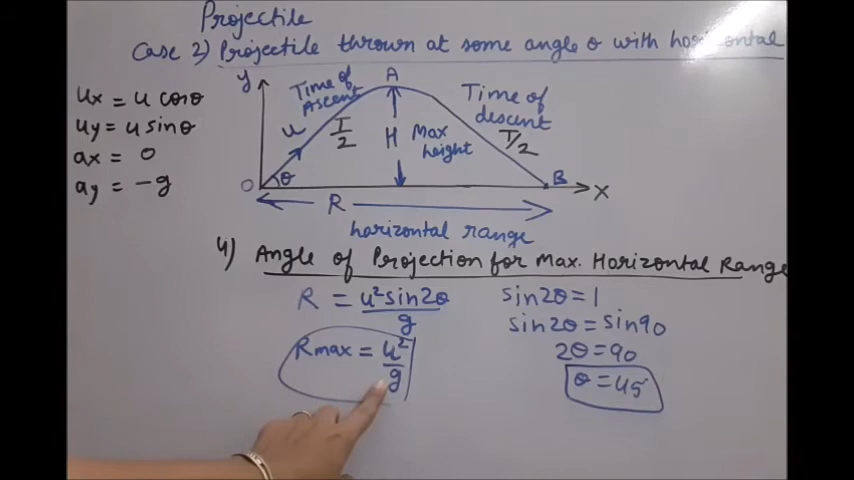 Projectile
Case 2) Projectile thrown at some angle θ with horizontal
ux = u cosθ
uy = u sinθ
ax = 0
ay = -g
y
Time of
Ascent
T/2
u
θ
O
A
H
Max
height
Time of
descent
T/2
B
X
R
horizontal range
4) Angle of Projection for max. Horizontal Range
R = u²sin2θ/g
Rmax = u²/g
sin2θ = 1
sin2θ = sin90
2θ = 90
θ = 45°